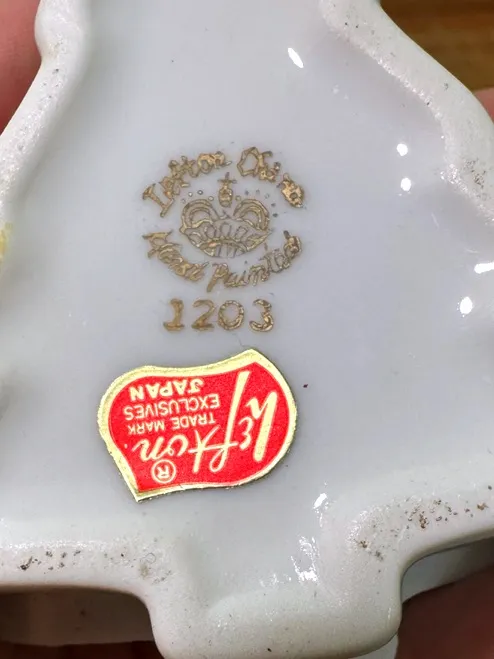 Lefton China
Hand Painted
1203
Lefton ®
TRADE MARK
EXCLUSIVES
JAPAN